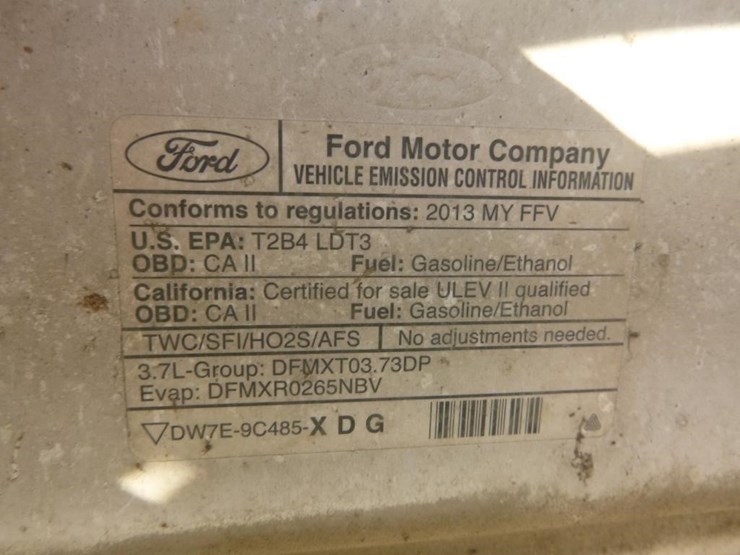 Ford
Ford Motor Company
VEHICLE EMISSION CONTROL INFORMATION
Conforms to regulations: 2013 MY FFV
U.S. EPA: T2B4 LDT3
OBD: CA II Fuel: Gasoline/Ethanol
California: Certified for sale ULEV II qualified
OBD: CA II Fuel: Gasoline/Ethanol
TWC/SFI/HO2S/AFS No adjustments needed.
3.7L-Group: DFMXT03.73DP
Evap: DFMXR0265NBV
DW7E-9C485-X D G